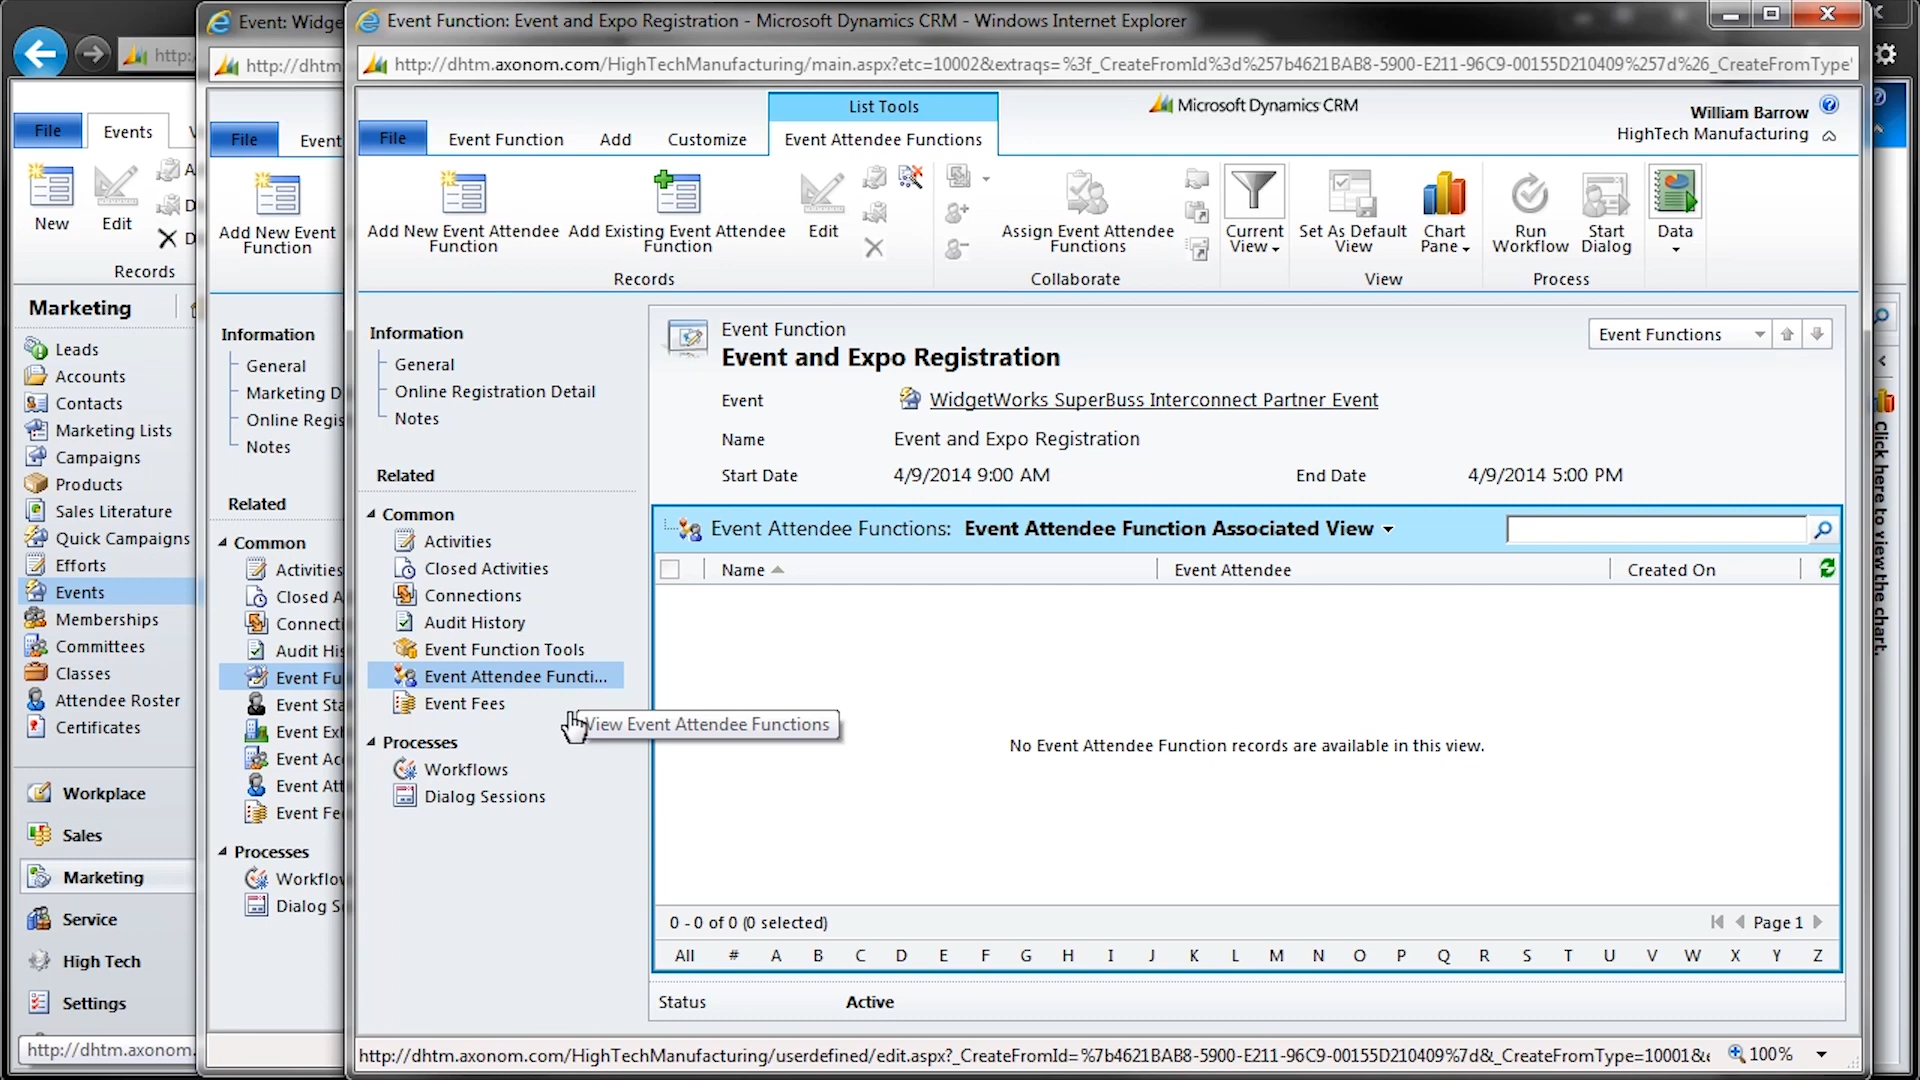 Event: Widge
Event Function: Event and Expo Registration - Microsoft Dynamics CRM - Windows Internet Explorer
http:
http://dhtm
http://dhtm.axonom.com/HighTechManufacturing/main.aspx?etc=10002&extraqs=%3f_CreateFromId%3d%257b4621BAB8-5900-E211-96C9-00155D210409%257d%26_CreateFromType
List Tools
Microsoft Dynamics CRM
William Barrow
HighTech Manufacturing
File
Events
File
Event
File
Event Function
Add
Customize
Event Attendee Functions
New
Edit
Records
Add New Event
Function
Add New Event Attendee
Function
Add Existing Event Attendee
Function
Edit
Records
Assign Event Attendee
Functions
Collaborate
Current
View
Set As Default
View
Chart
Pane
View
Run
Workflow
Start
Dialog
Process
Data
Marketing
Leads
Accounts
Contacts
Marketing Lists
Campaigns
Products
Sales Literature
Quick Campaigns
Efforts
Events
Memberships
Committees
Classes
Attendee Roster
Certificates
Workplace
Sales
Marketing
Service
High Tech
Settings
http://dhtm.axonom.
Information
General
Marketing D
Online Regis
Notes
Related
Common
Activities
Closed A
Connecti
Audit His
Event Fu
Event Sta
Event Exh
Event Acc
Event Att
Event Fe
Processes
Workflow
Dialog Se
Information
General
Online Registration Detail
Notes
Related
Common
Activities
Closed Activities
Connections
Audit History
Event Function Tools
Event Attendee Functi...
Event Fees
View Event Attendee Functions
Processes
Workflows
Dialog Sessions
Event Function
Event and Expo Registration
Event Functions
Event
WidgetWorks SuperBuss Interconnect Partner Event
Name
Event and Expo Registration
Start Date
4/9/2014 9:00 AM
End Date
4/9/2014 5:00 PM
Event Attendee Functions: Event Attendee Function Associated View
Name
Event Attendee
Created On
No Event Attendee Function records are available in this view.
0 - 0 of 0 (0 selected)
Page 1
All # A B C D E F G H I J K L M N O P Q R S T U V W X Y Z
Status
Active
http://dhtm.axonom.com/HighTechManufacturing/userdefined/edit.aspx?_CreateFromId=%7b4621BAB8-5900-E211-96C9-00155D210409%7d&_CreateFromType=10001&
100%
Click here to view the chart.